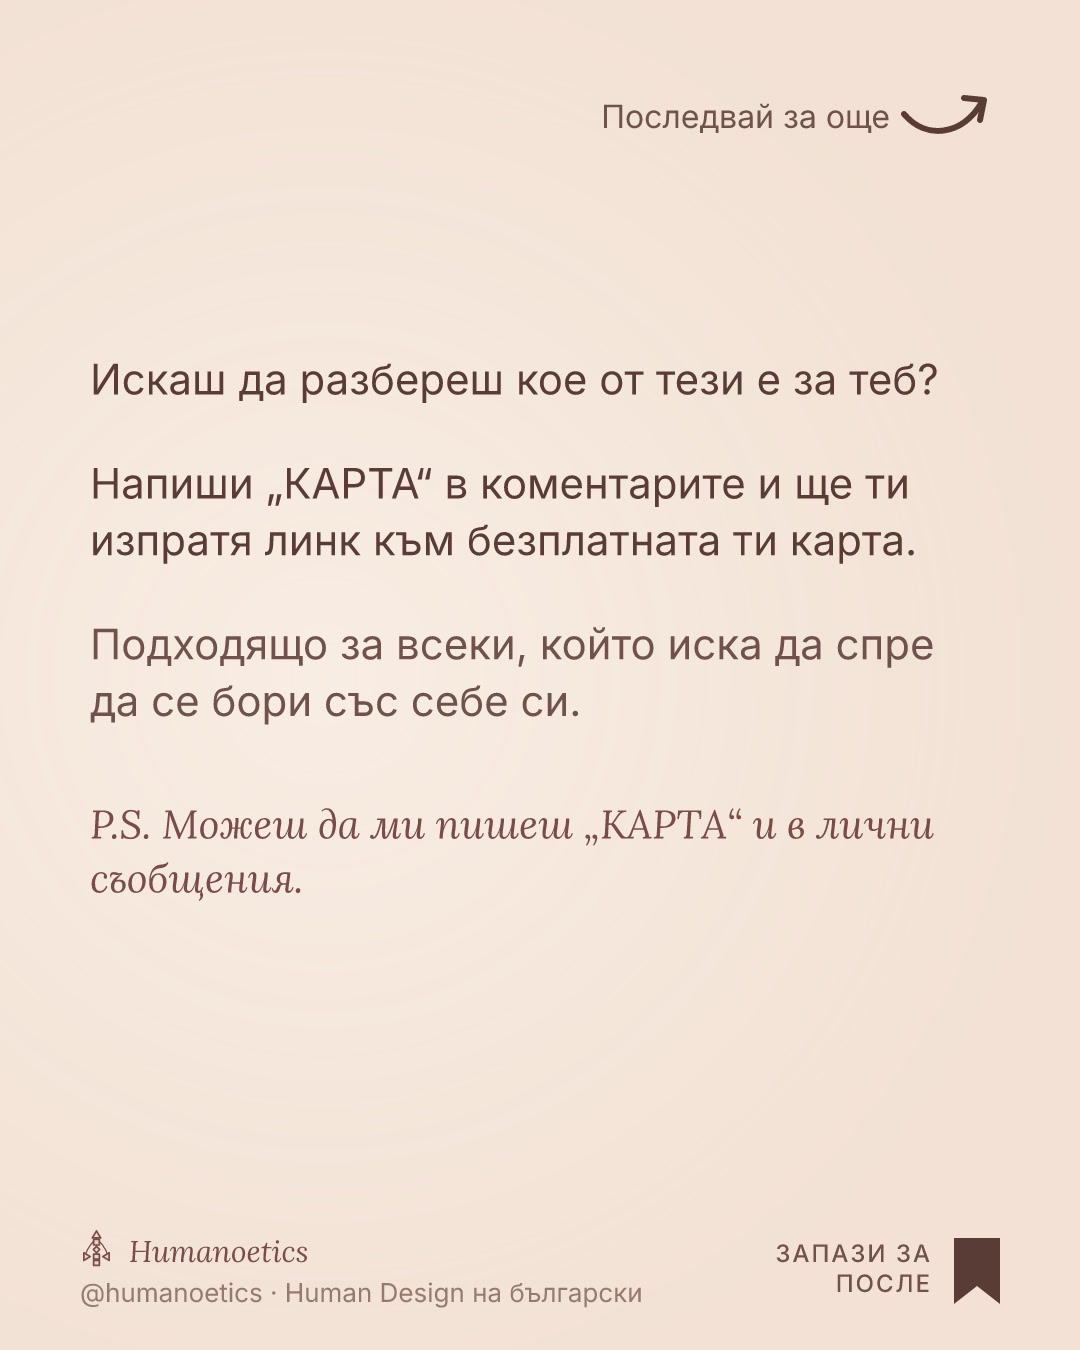 Последвай за още
Искаш да разбереш кое от тези е за теб?
Напиши „КАРТА“ в коментарите и ще ти
изпратя линк към безплатната ти карта.
Подходящо за всеки, който иска да спре
да се бори със себе си.
P.S. Можеш да ми пишеш „КАРТА“ и в лични
съобщения.
Humanoetics
@humanoetics · Human Design на български
ЗАПАЗИ ЗА
ПОСЛЕ